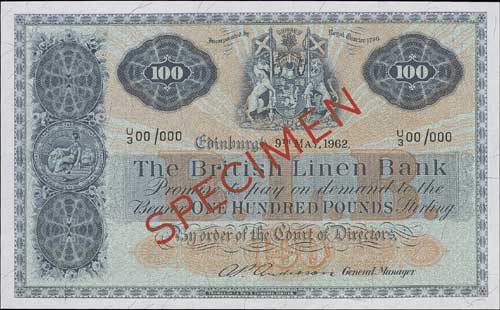 Incorporated by Royal Charter 1746.
100 100
U/3 00/000 U/3 00/000
Edinburgh, 9TH MAY, 1962.
SPECIMEN
The British Linen Bank
Promise to pay on demand to the
Bearer ONE HUNDRED POUNDS Sterling
By order of the Court of Directors,
General Manager